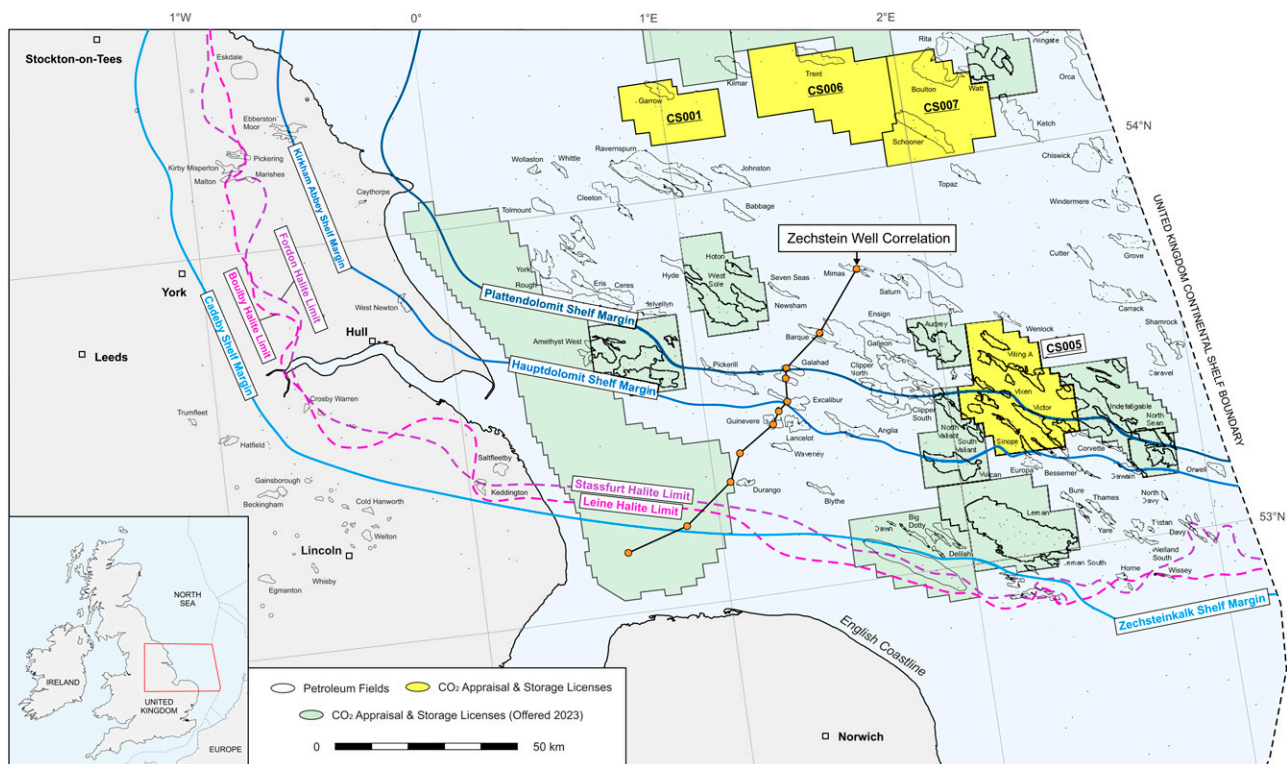 1°W
0°
1°E
2°E
Stockton-on-Tees
Eskdale
Rita
Wingate
Kilmar
Trent
CS006
Boulton
Watt
Orca
Garrow
CS001
CS007
Ketch
Schooner
54°N
Ebberston
Moor
Kirby Misperton
Pickering
Marishes
Malton
Kirkham Abbey Shelf Margin
Caythorpe
Wollaston
Whittle
Ravenspurn
Johnston
Cleeton
Babbage
Tolmount
Topaz
Chiswick
Windermere
UNITED KINGDOM CONTINENTAL SHELF BOUNDARY
Zechstein Well Correlation
York
Fordon Halite Limit
Boulby Halite Limit
Cadeby Shelf Margin
West Newton
Hull
Leeds
York
Rough
Eris
Ceres
Helvellyn
Hyde
Hoton
West
Sole
Seven Seas
Newsham
Mimas
Saturn
Cutter
Grove
Plattendolomit Shelf Margin
Amethyst West
Hauptdolomit Shelf Margin
Pickerill
Barque
Galahad
Ensign
Galleon
Clipper
North
Audrey
Wenlock
CS005
Viking A
Carrack
Shamrock
Caravel
Vixen
Victor
Indefatigable
North
Sean
Excalibur
Guinevere
Lancelot
Waveney
Anglia
Clipper
South
North
Valiant
South
Valiant
Sinope
Vulcan
Europa
Bessemer
Corvette
Dawain
Orwell
Trumfleet
Crosby Warren
Hatfield
Saltfleetby
Keddington
Stassfurt Halite Limit
Leine Halite Limit
Durango
Blythe
Gainsborough
Beckingham
Cold Hanworth
Welton
Lincoln
Whisby
Egmanton
Big
Dotty
Dawn
Delilah
Leman
Leman South
Bure
Thames
Yare
North
Davy
Tristan
Davy
Welland
South
Horne
Wissey
53°N
Zechsteinkalk Shelf Margin
English Coastline
Norwich
NORTH
SEA
IRELAND
UNITED
KINGDOM
EUROPE
Petroleum Fields
CO₂ Appraisal & Storage Licenses
CO₂ Appraisal & Storage Licenses (Offered 2023)
0
50 km